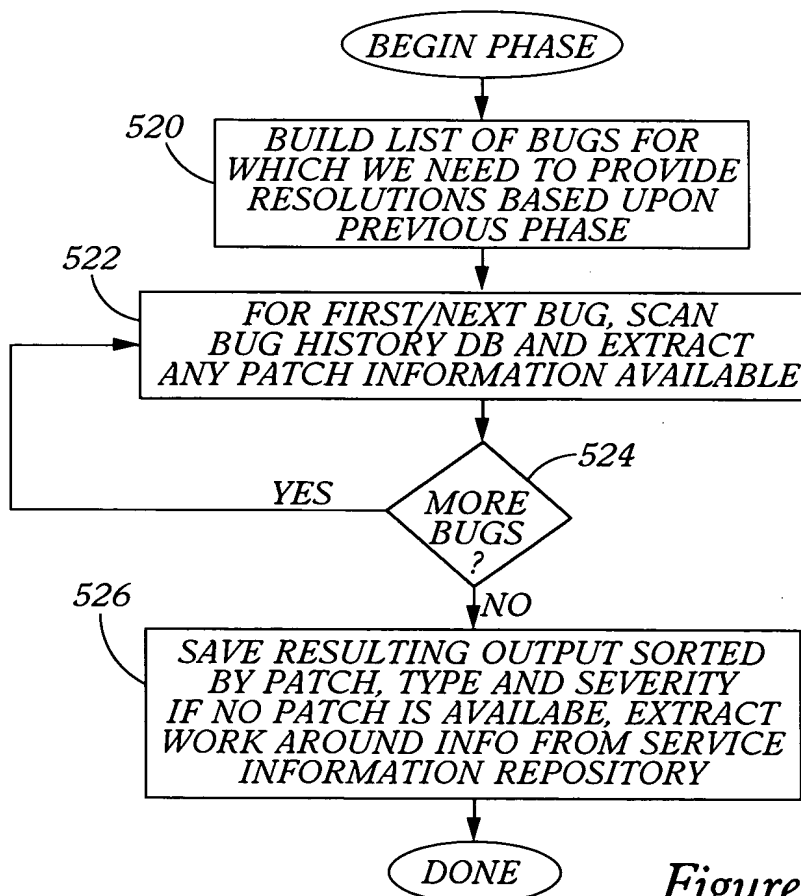 BEGIN PHASE
520
BUILD LIST OF BUGS FOR
WHICH WE NEED TO PROVIDE
RESOLUTIONS BASED UPON
PREVIOUS PHASE
522
FOR FIRST/NEXT BUG, SCAN
BUG HISTORY DB AND EXTRACT
ANY PATCH INFORMATION AVAILABLE
524
YES
MORE
BUGS
?
NO
526
SAVE RESULTING OUTPUT SORTED
BY PATCH, TYPE AND SEVERITY
IF NO PATCH IS AVAILABE, EXTRACT
WORK AROUND INFO FROM SERVICE
INFORMATION REPOSITORY
DONE
Figure